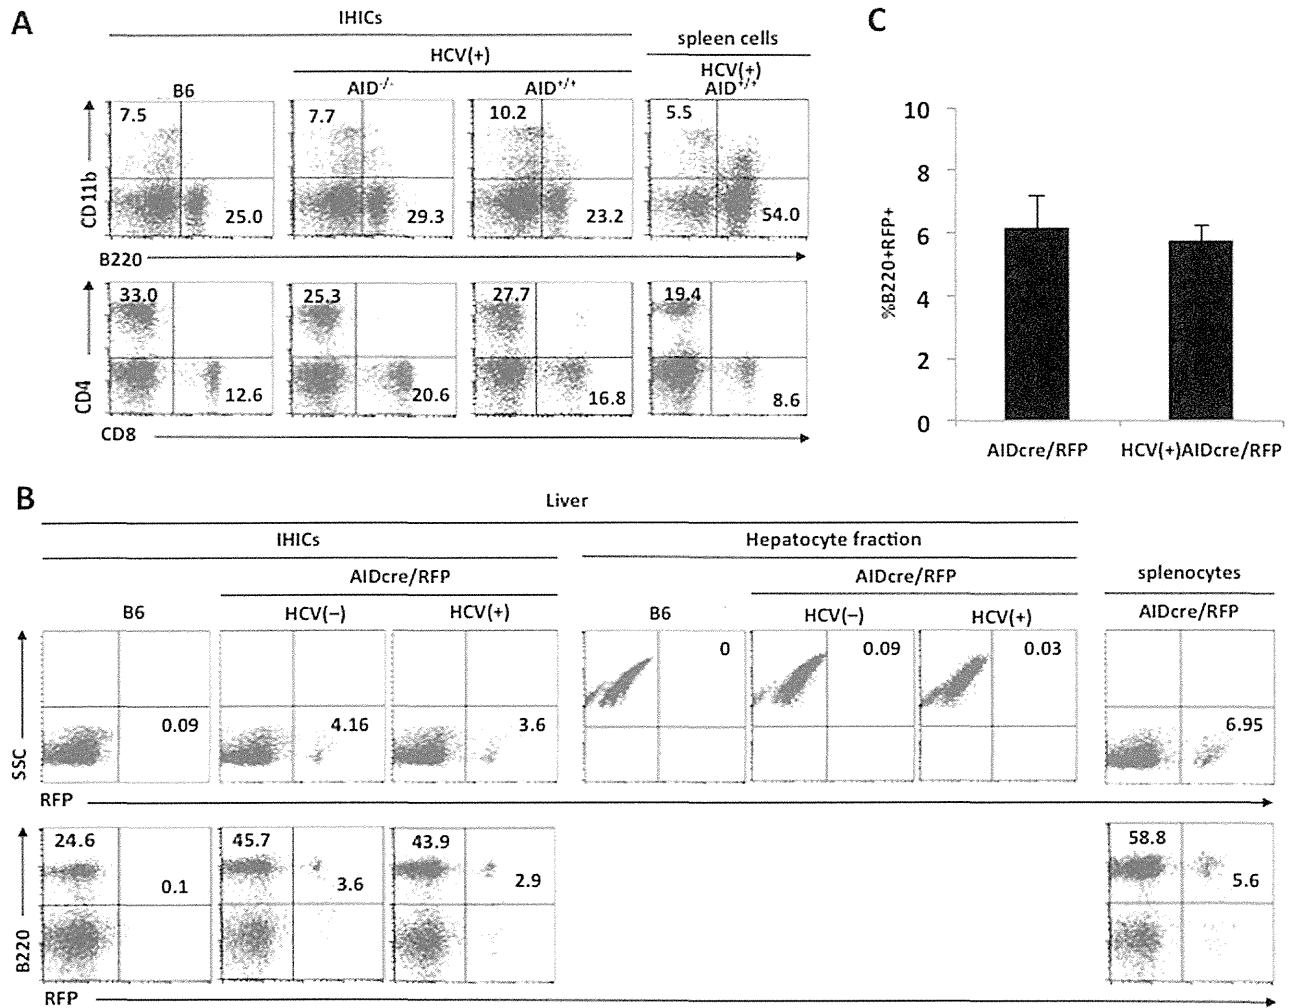 A
IHICs
HCV(+)
spleen cells
HCV(+)
B6
AID-/-
AID+/+
AID+/+
7.5
7.7
10.2
5.5
25.0
29.3
23.2
54.0
CD11b
B220
33.0
25.3
27.7
19.4
12.6
20.6
16.8
8.6
CD4
CD8
C
10
8
6
4
2
0
%B220+RFP+
AIDcre/RFP
HCV(+)AIDcre/RFP
B
Liver
IHICs
Hepatocyte fraction
AIDcre/RFP
AIDcre/RFP
splenocytes
B6
HCV(–)
HCV(+)
B6
HCV(–)
HCV(+)
AIDcre/RFP
0.09
4.16
3.6
0
0.09
0.03
6.95
SSC
RFP
24.6
45.7
43.9
58.8
0.1
3.6
2.9
5.6
B220
RFP